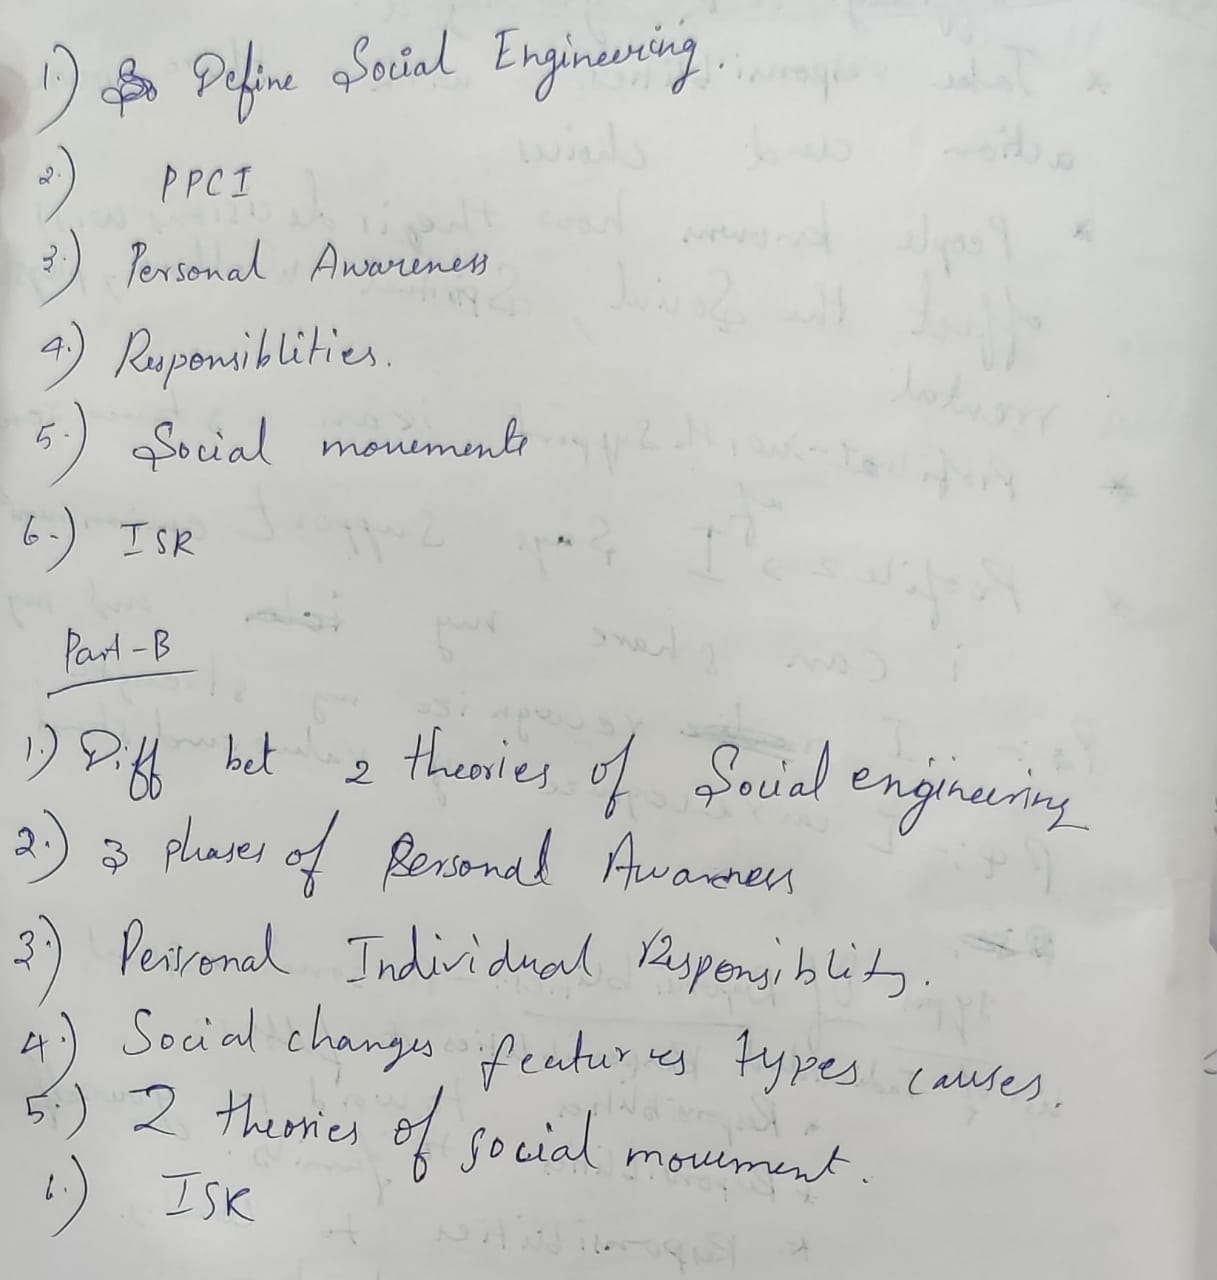 1.) Define Social Engineering.
2.) PPCI
3.) Personal Awareness
4.) Responsiblities.
5.) Social movements
6.) ISR
Part-B
1.) Diff bet 2 theories of Social engineering
2.) 3 phases of Personal Awarness
3.) Personal Individual Responsiblity.
4.) Social changes features types causes.
5.) 2 theories of social movement.
6.) ISR